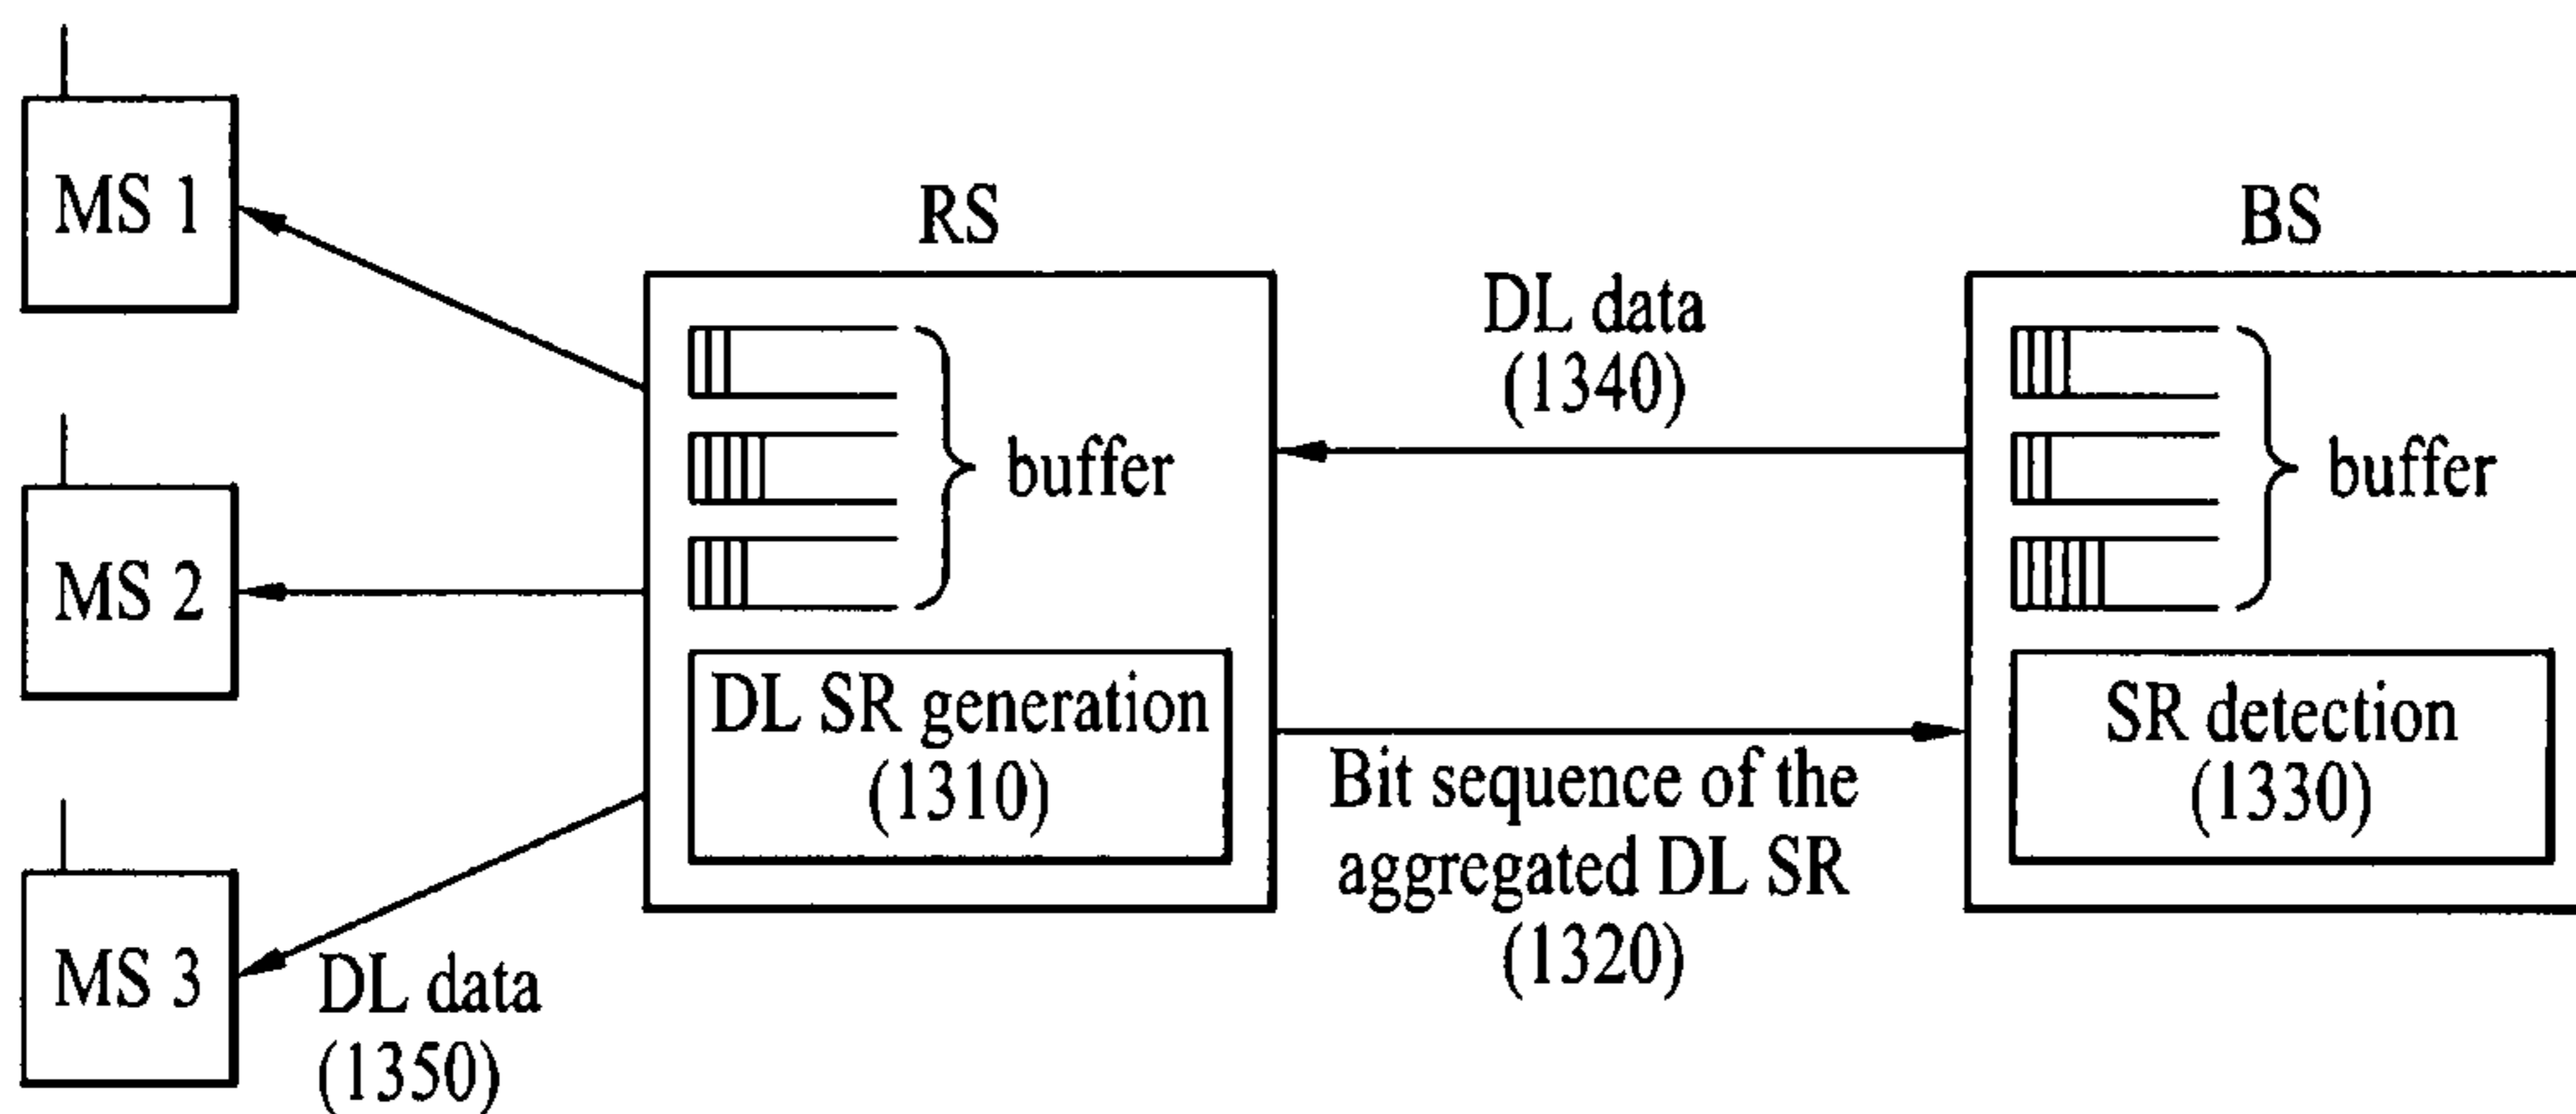 MS 1
MS 2
MS 3
DL data
(1350)
RS
buffer
DL SR generation
(1310)
DL data
(1340)
Bit sequence of the
aggregated DL SR
(1320)
BS
buffer
SR detection
(1330)